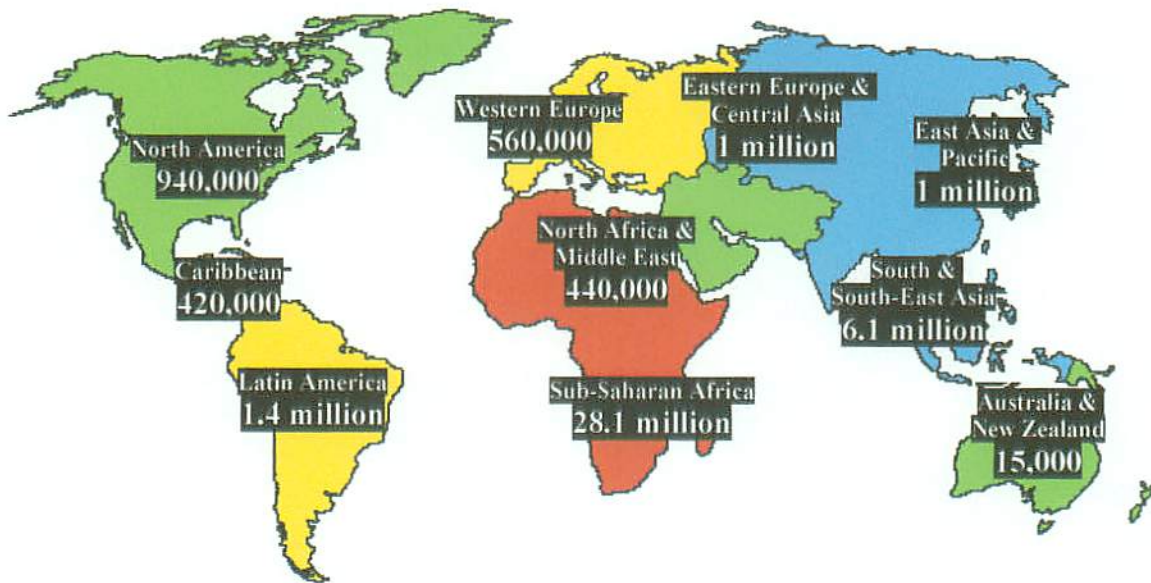 North America
940,000
Caribbean
420,000
Latin America
1.4 million
Western Europe
560,000
Eastern Europe &
Central Asia
1 million
East Asia &
Pacific
1 million
North Africa &
Middle East
440,000
South &
South-East Asia
6.1 million
Sub-Saharan Africa
28.1 million
Australia &
New Zealand
15,000